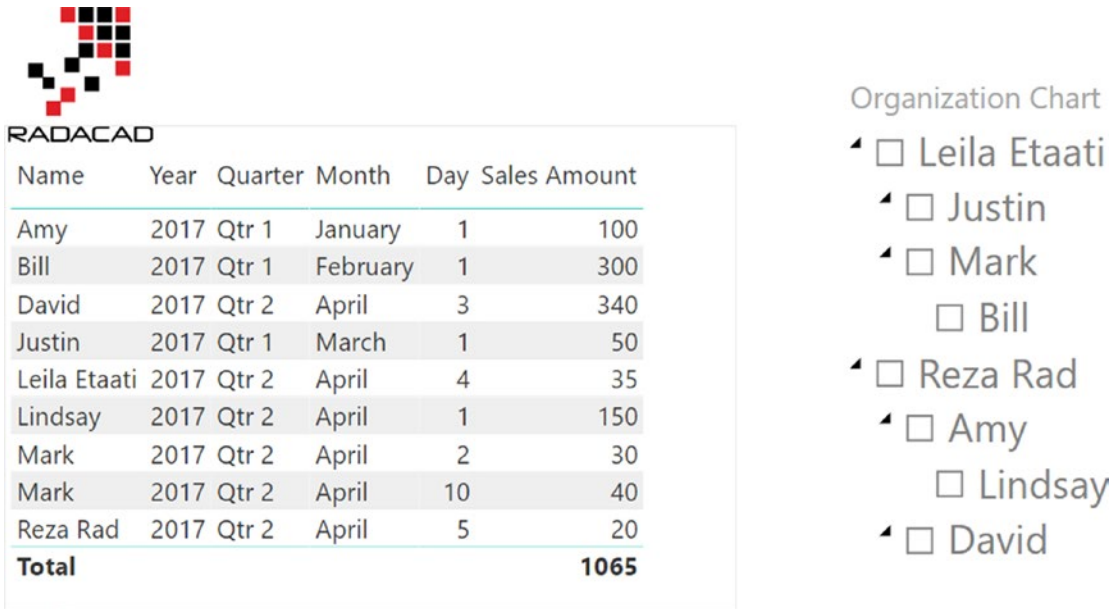 RADACAD
Name Year Quarter Month Day Sales Amount
Amy 2017 Qtr 1 January 1 100
Bill 2017 Qtr 1 February 1 300
David 2017 Qtr 2 April 3 340
Justin 2017 Qtr 1 March 1 50
Leila Etaati 2017 Qtr 2 April 4 35
Lindsay 2017 Qtr 2 April 1 150
Mark 2017 Qtr 2 April 2 30
Mark 2017 Qtr 2 April 10 40
Reza Rad 2017 Qtr 2 April 5 20
Total 1065
Organization Chart
Leila Etaati
Justin
Mark
Bill
Reza Rad
Amy
Lindsay
David